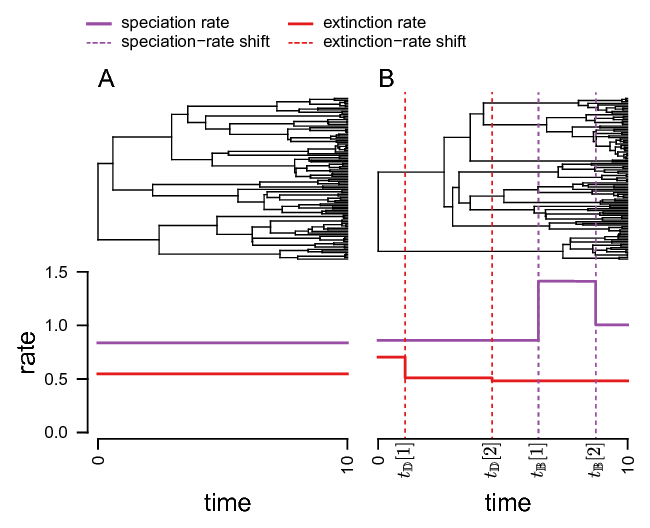 speciation rate extinction rate
speciation−rate shift extinction−rate shift
A B
1.5
1.0
0.5
0.0
rate
0 10 0 t𝔻[1] t𝔻[2] t𝔹[1] t𝔹[2] 10
time time